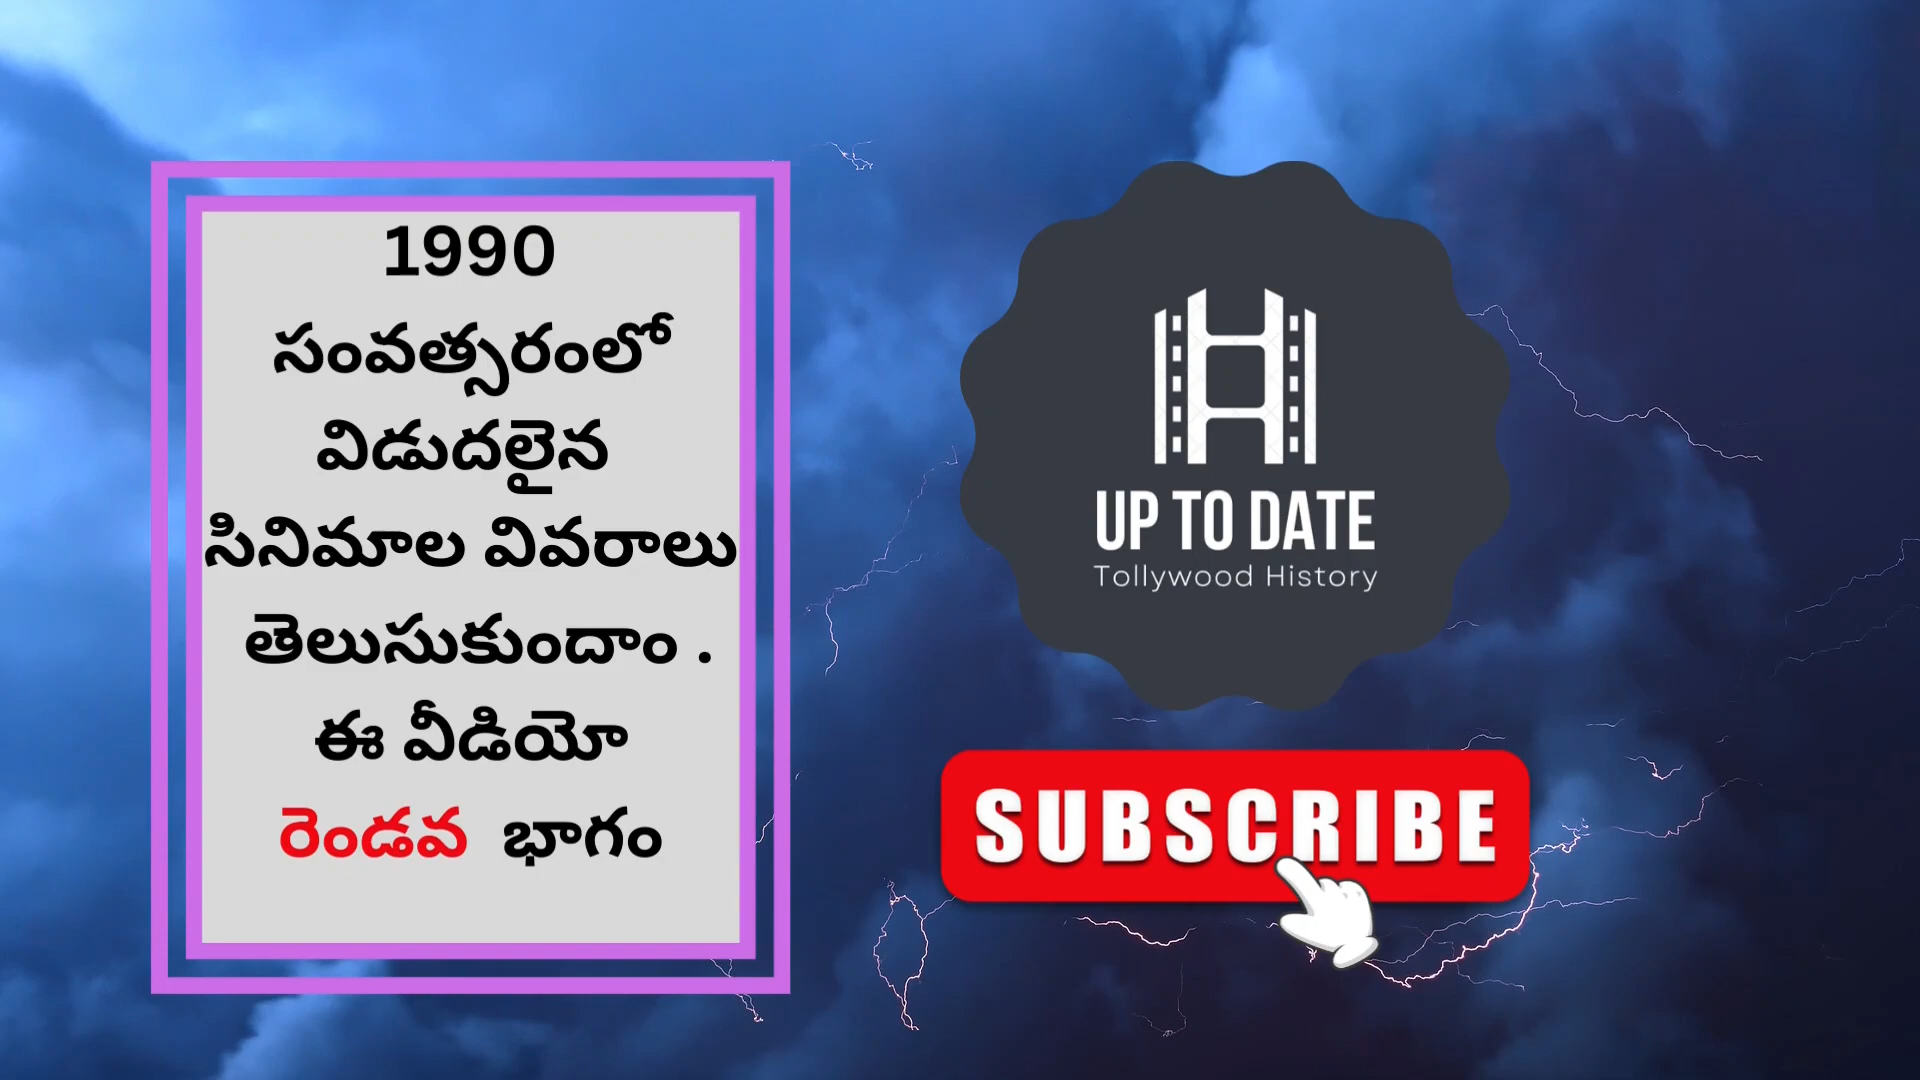 1990
సంవత్సరంలో
విడుదలైన
సినిమాల వివరాలు
తెలుసుకుందాం .
ఈ వీడియో
రెండవ భాగం
UP TO DATE
Tollywood History
SUBSCRIBE